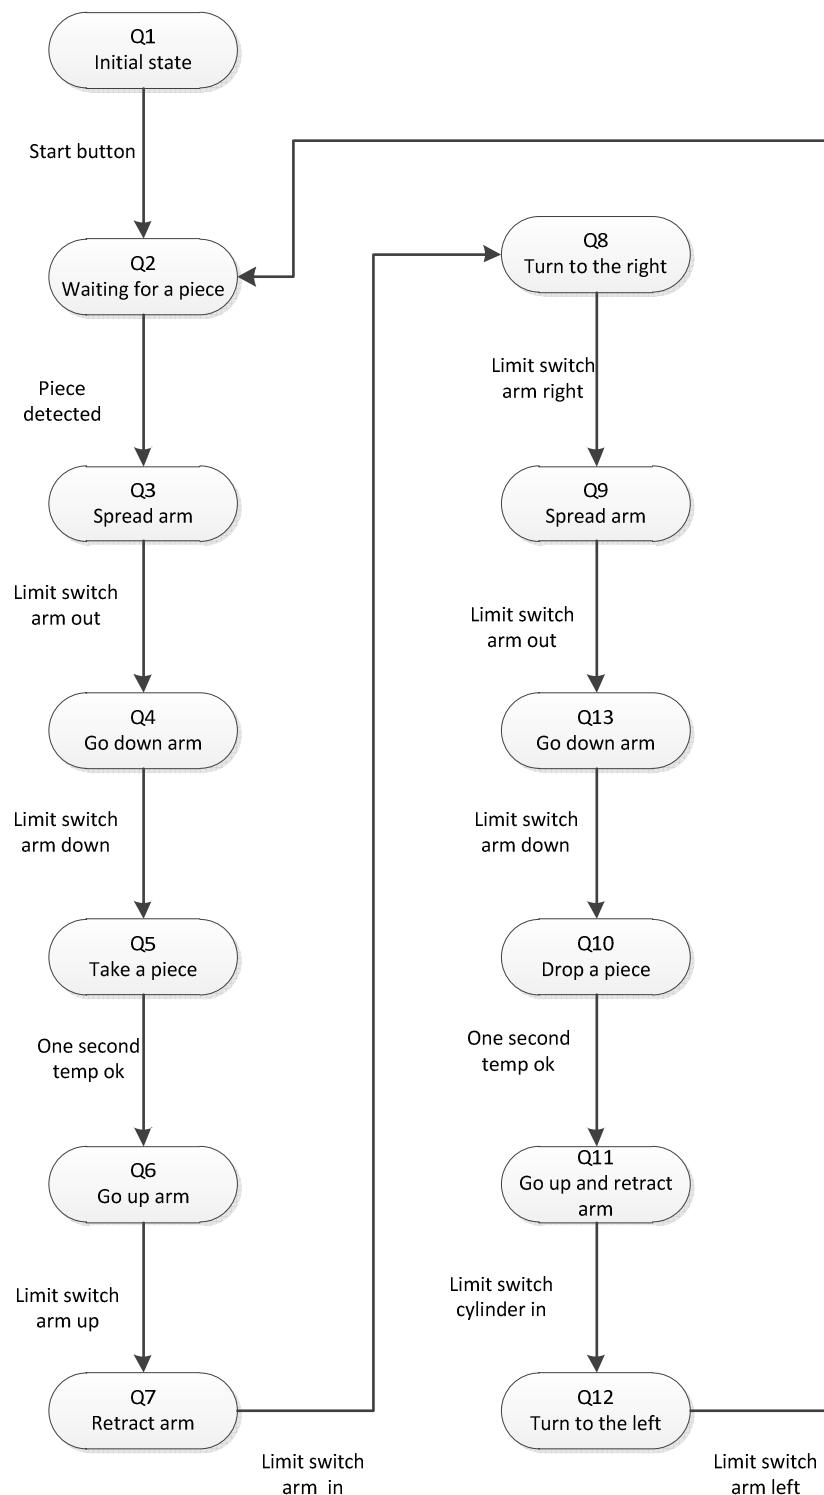 Q1
Initial state
Start button
Q2
Waiting for a piece
Piece
detected
Q3
Spread arm
Limit switch
arm out
Q4
Go down arm
Limit switch
arm down
Q5
Take a piece
One second
temp ok
Q6
Go up arm
Limit switch
arm up
Q7
Retract arm
Limit switch
arm in
Q8
Turn to the right
Limit switch
arm right
Q9
Spread arm
Limit switch
arm out
Q13
Go down arm
Limit switch
arm down
Q10
Drop a piece
One second
temp ok
Q11
Go up and retract
arm
Limit switch
cylinder in
Q12
Turn to the left
Limit switch
arm left